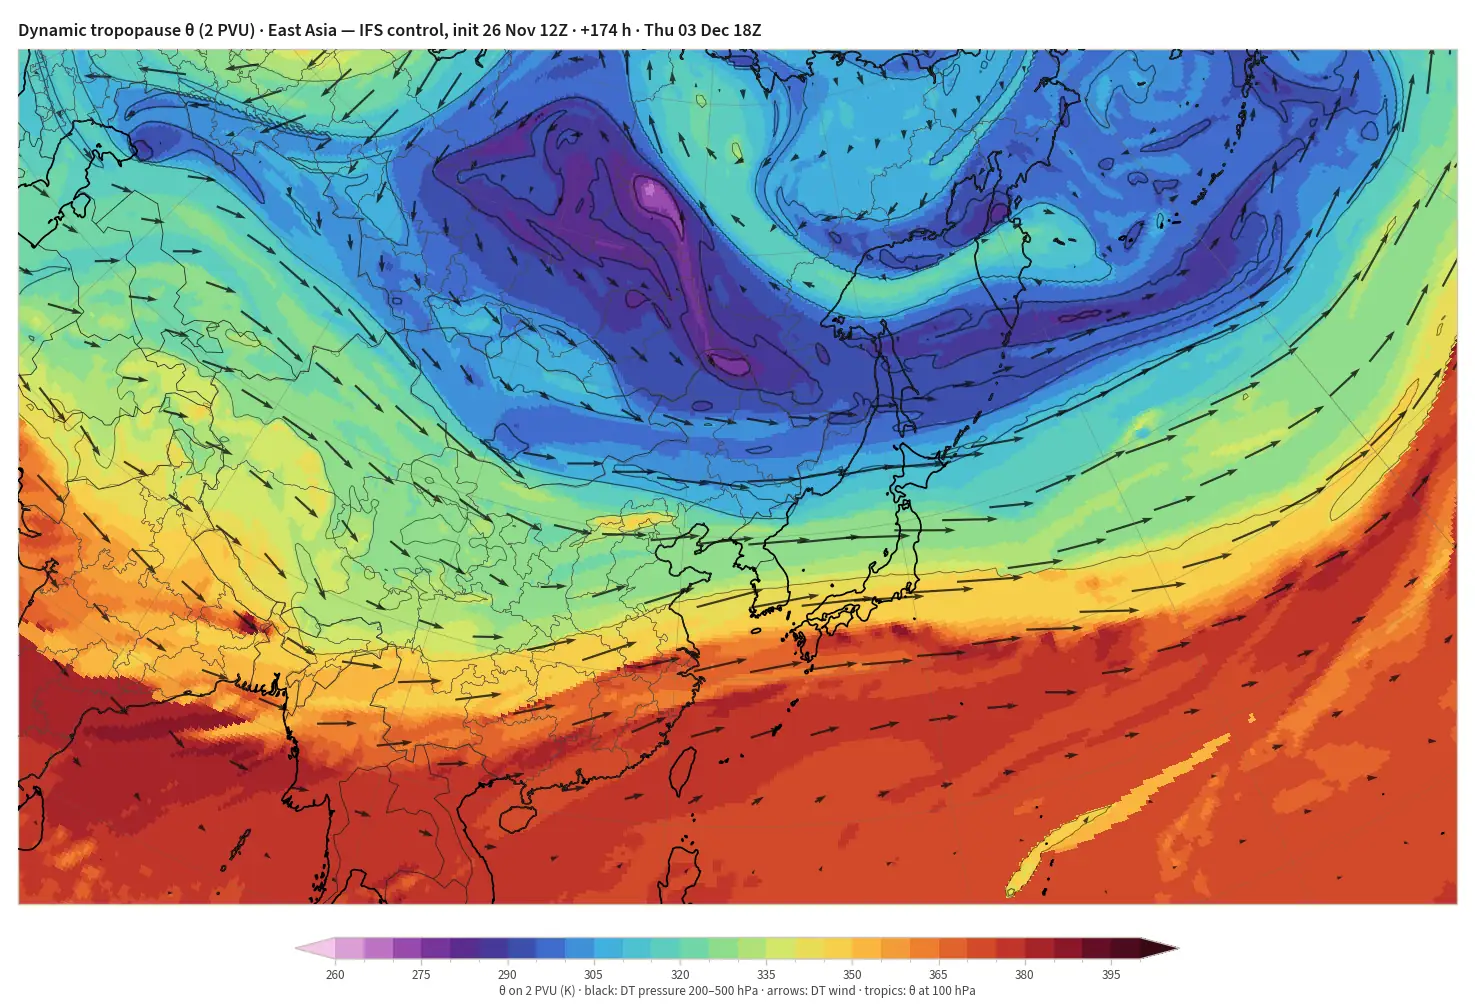 Dynamic tropopause θ (2 PVU) · East Asia — IFS control, init 26 Nov 12Z · +174 h · Thu 03 Dec 18Z
260 275 290 305 320 335 350 365 380 395
θ on 2 PVU (K) · black: DT pressure 200–500 hPa · arrows: DT wind · tropics: θ at 100 hPa